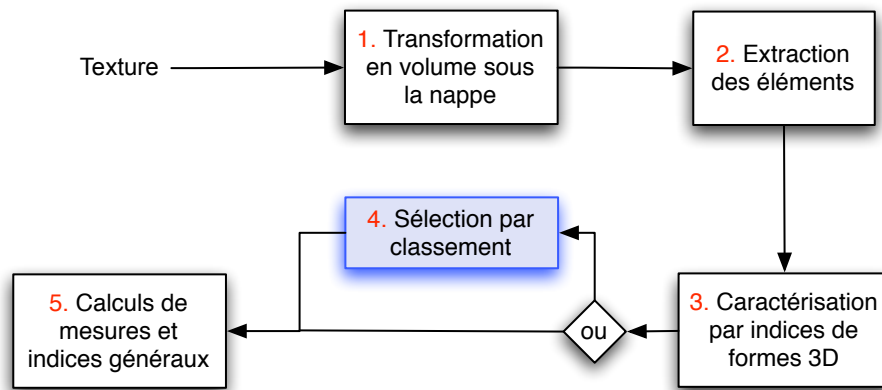 Texture
1. Transformation
en volume sous
la nappe
2. Extraction
des éléments
3. Caractérisation
par indices de
formes 3D
ou
4. Sélection par
classement
5. Calculs de
mesures et
indices généraux